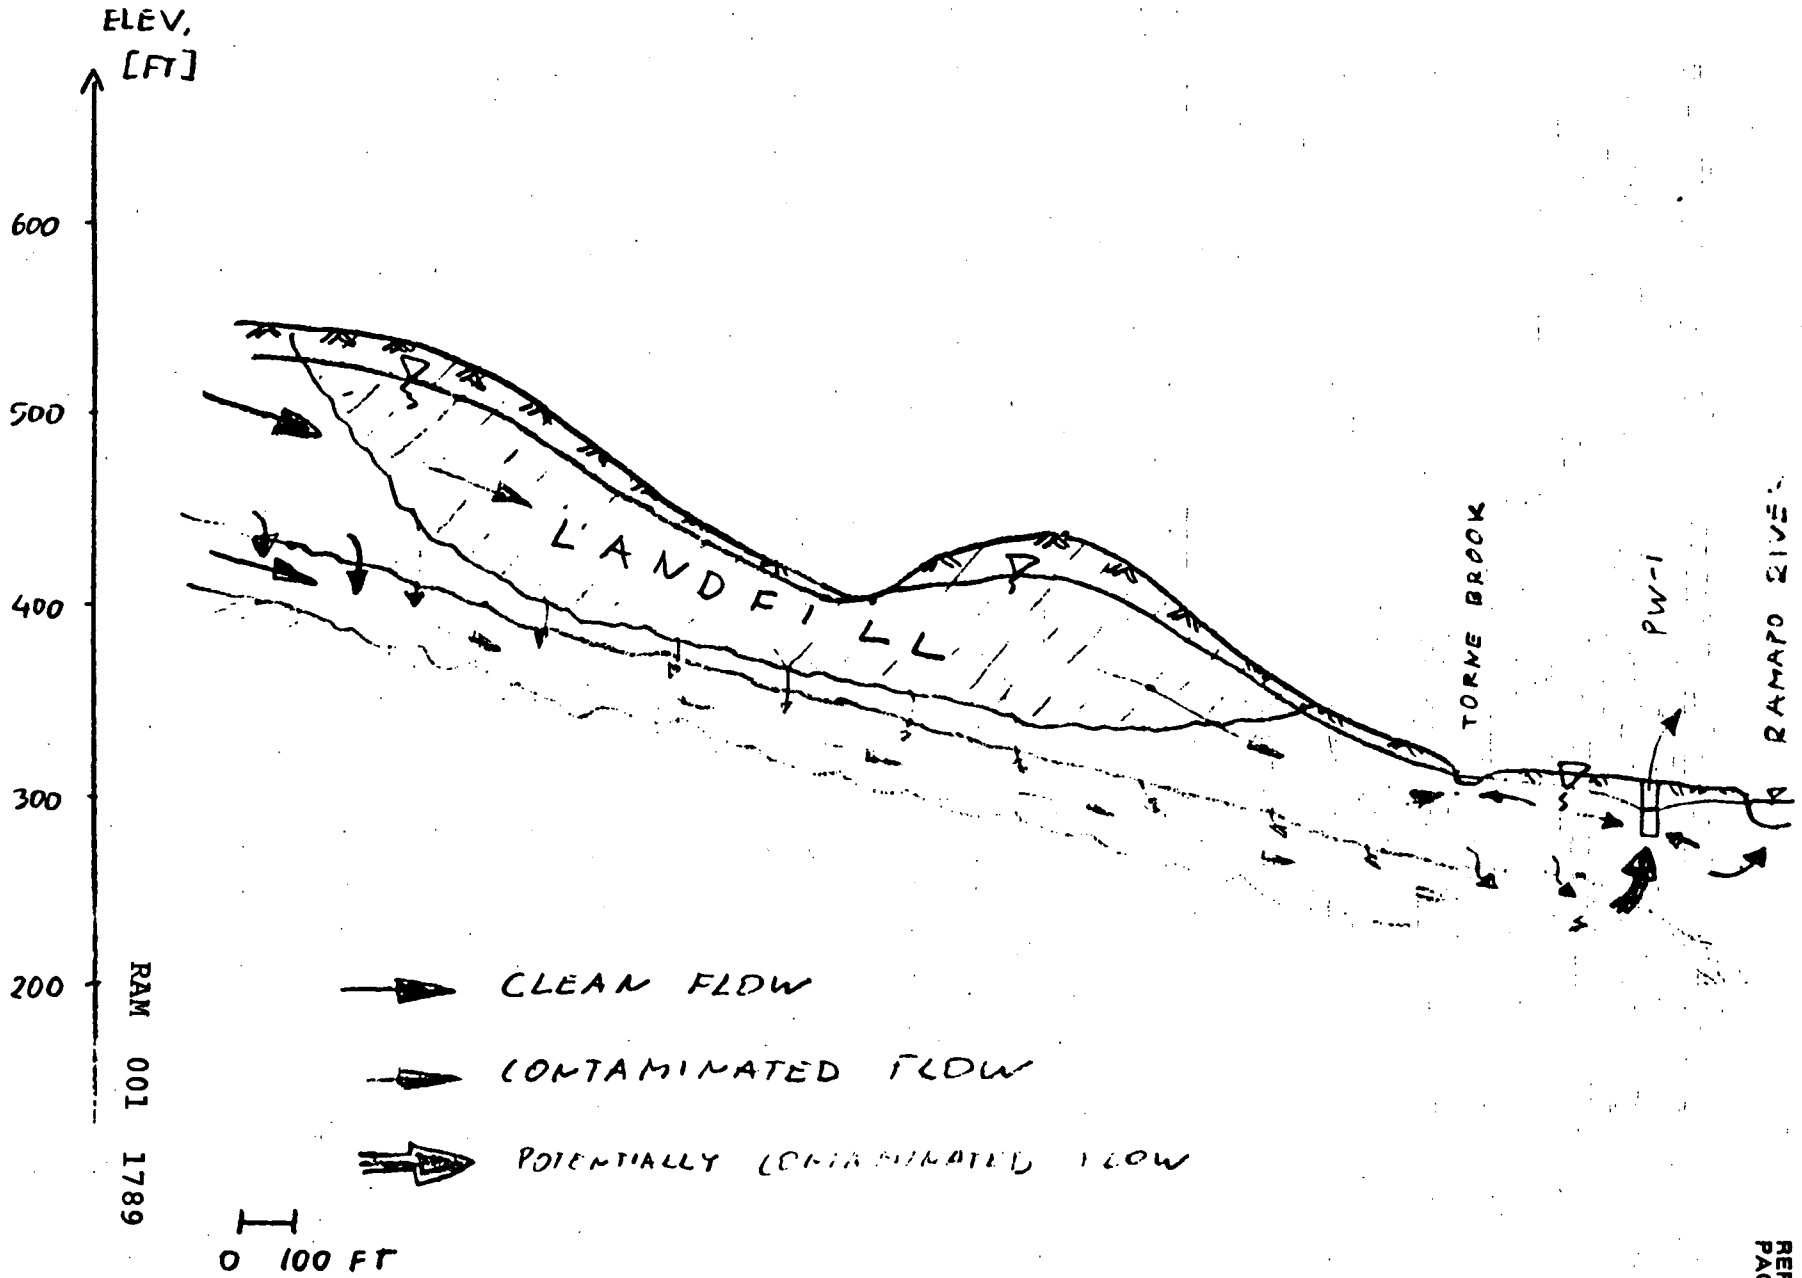 ELEV,
[FT]
600
500
400
300
200
LANDFILL
TORNE BROOK
PW-1
RAMAPO
CLEAN FLOW
CONTAMINATED FLOW
POTENTIALLY CONTAMINATED FLOW
RAM 001 1789
0 100 FT